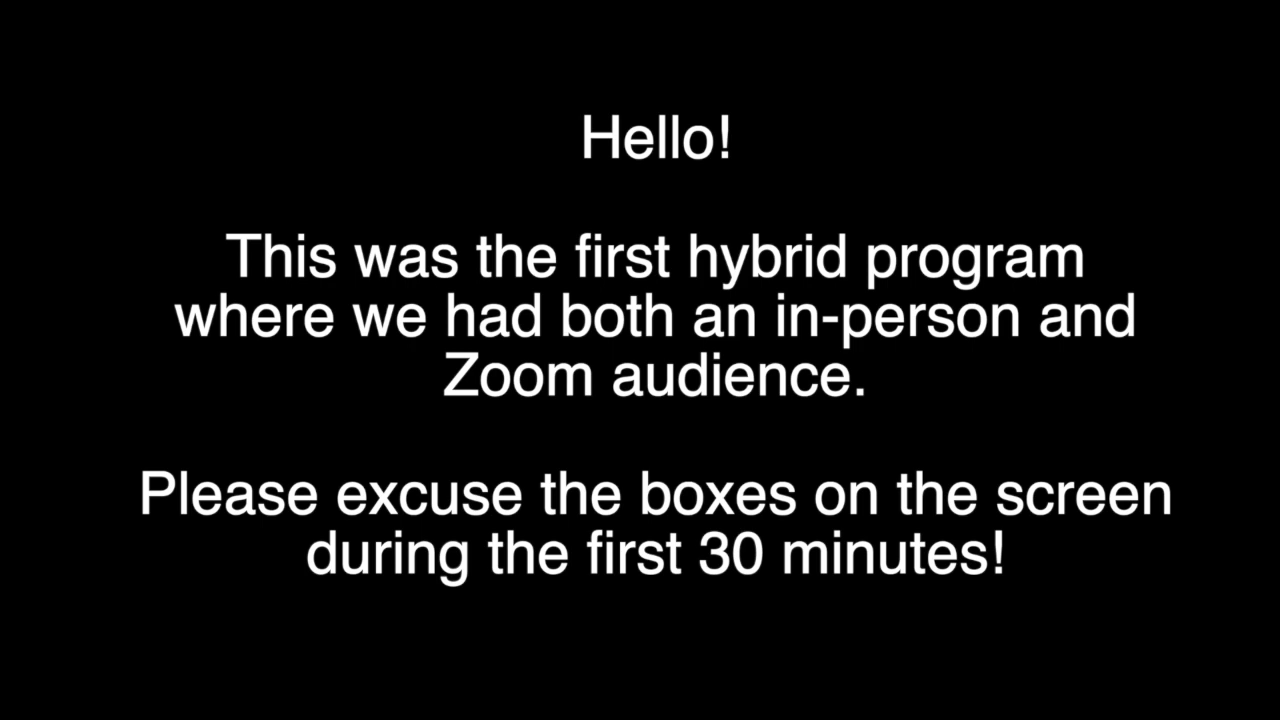 Hello!
This was the first hybrid program
where we had both an in-person and
Zoom audience.
Please excuse the boxes on the screen
during the first 30 minutes!